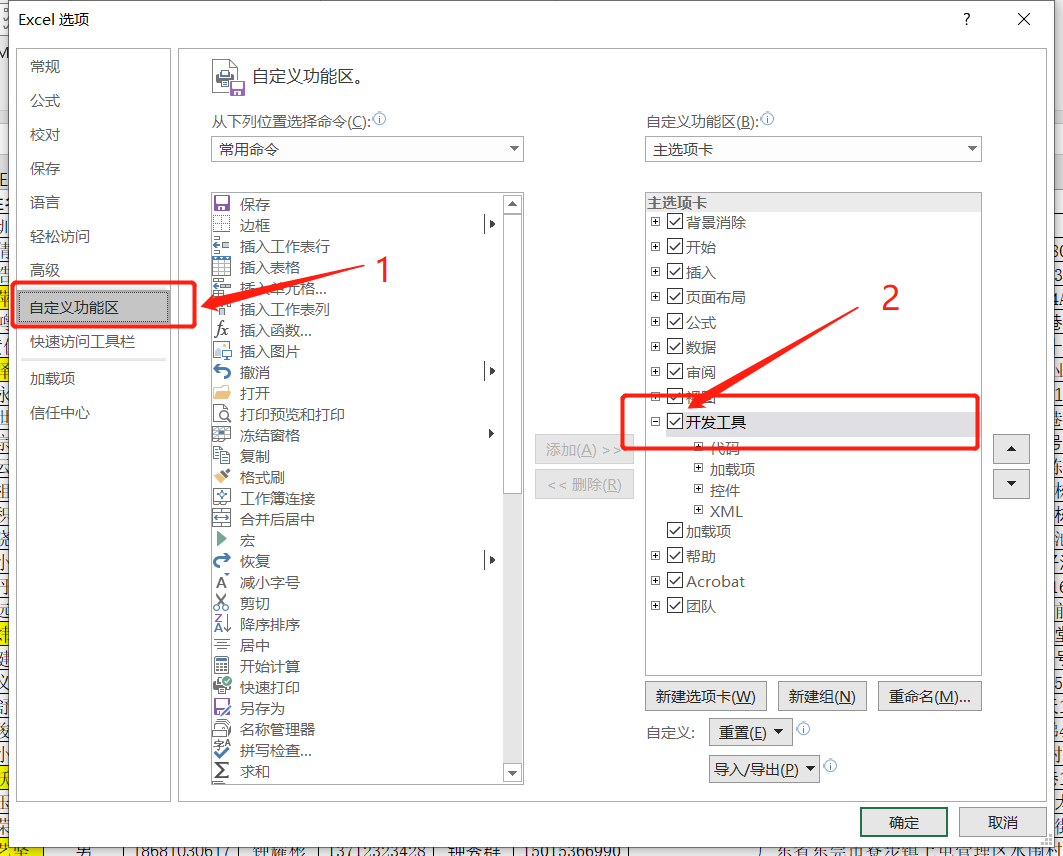 Excel 选项
?
常规
公式
校对
保存
语言
轻松访问
高级
自定义功能区
快速访问工具栏
加载项
信任中心
自定义功能区。
从下列位置选择命令(C):
常用命令
保存
边框
插入工作表行
插入表格
插入单元格...
插入工作表列
插入函数...
插入图片
撤消
打开
打印预览和打印
冻结窗格
复制
格式刷
工作簿连接
合并后居中
宏
恢复
减小字号
剪切
降序排序
居中
开始计算
快速打印
另存为
名称管理器
拼写检查...
求和
1
添加(A) >>
<< 删除(R)
自定义功能区(B):
主选项卡
主选项卡
背景消除
开始
插入
页面布局
公式
数据
审阅
视图
开发工具
代码
加载项
控件
XML
加载项
帮助
Acrobat
团队
2
新建选项卡(W)
新建组(N)
重命名(M)...
自定义:
重置(E)
导入/导出(P)
确定
取消
男
18681030617
13712323428
15015366990